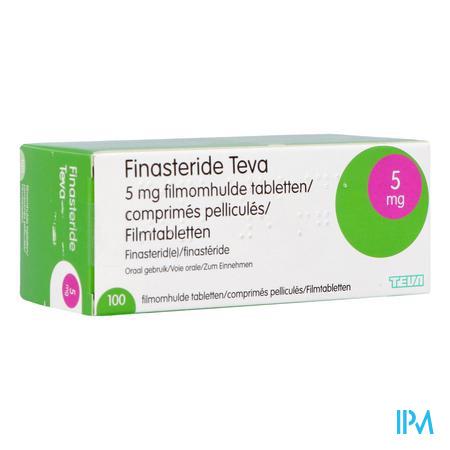 Finasteride Teva
5 mg filmomhulde tabletten/
comprimés pelliculés/
Filmtabletten
Finasterid(e)/finastéride
Oraal gebruik/Voie orale/Zum Einnehmen
100 filmomhulde tabletten/comprimés pelliculés/Filmtabletten
5
mg
TEVA
Finasteride
Teva
5
mg
IPM